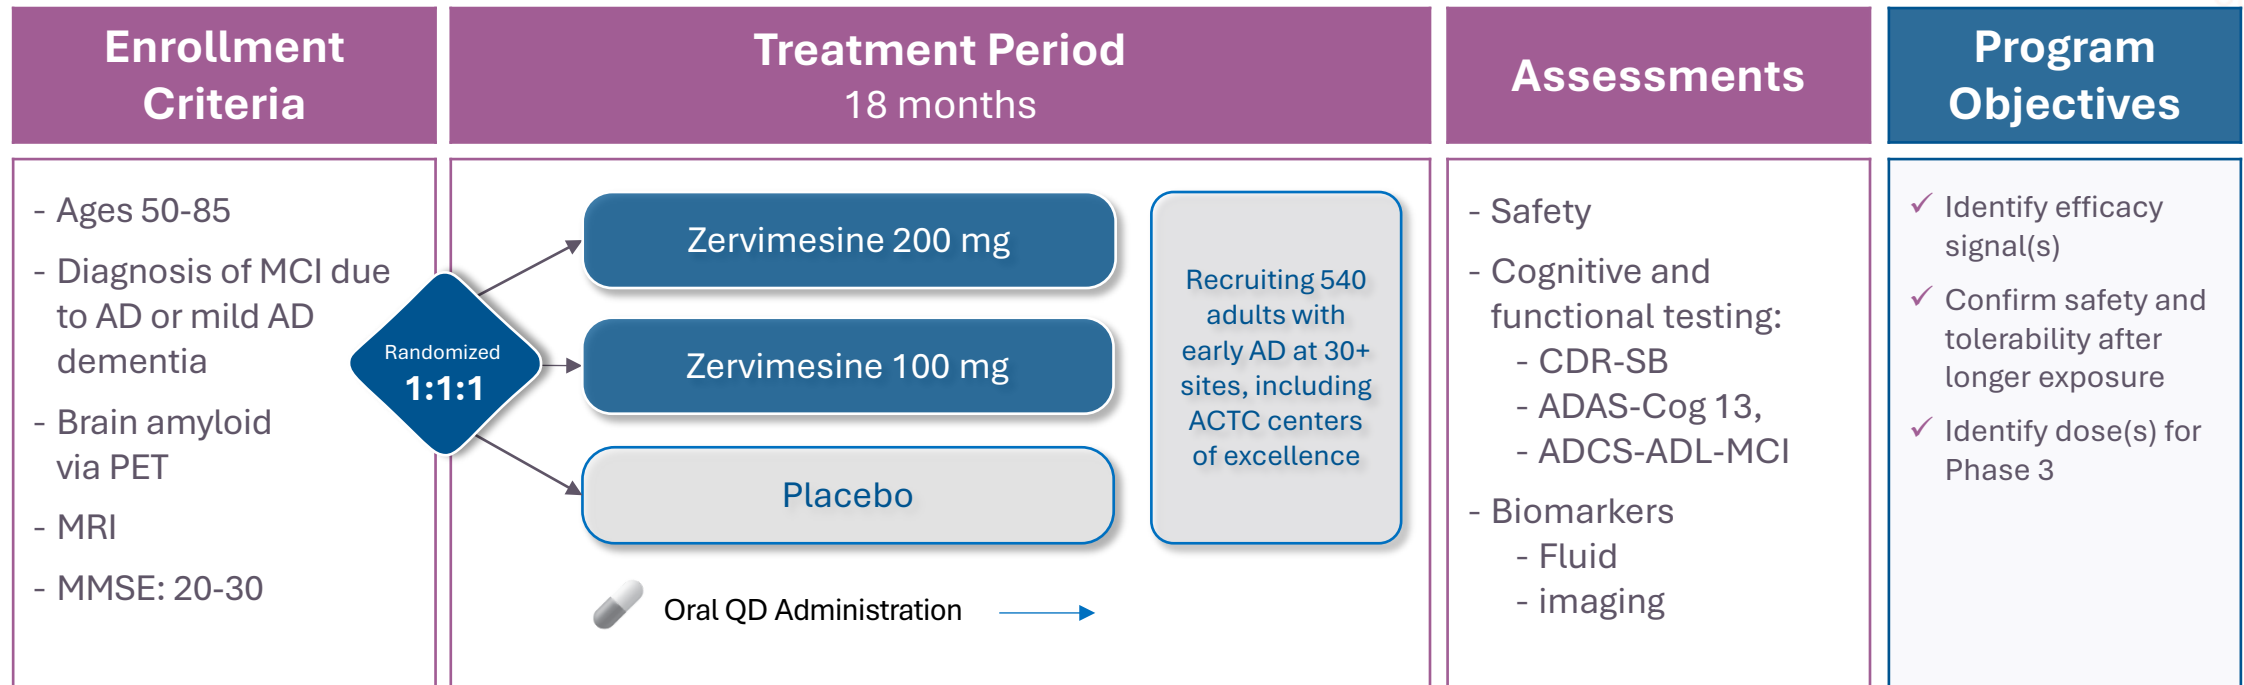 Enrollment
Criteria
- Ages 50-85
- Diagnosis of MCI due
to AD or mild AD
dementia
- Brain amyloid
via PET
- MRI
- MMSE: 20-30
Treatment Period
18 months
Randomized
1:1:1
Zervimesine 200 mg
Zervimesine 100 mg
Placebo
Recruiting 540
adults with
early AD at 30+
sites, including
ACTC centers
of excellence
Oral QD Administration
Assessments
- Safety
- Cognitive and
functional testing:
- CDR-SB
- ADAS-Cog 13,
- ADCS-ADL-MCI
- Biomarkers
- Fluid
- imaging
Program
Objectives
✓ Identify efficacy
signal(s)
✓ Confirm safety and
tolerability after
longer exposure
✓ Identify dose(s) for
Phase 3